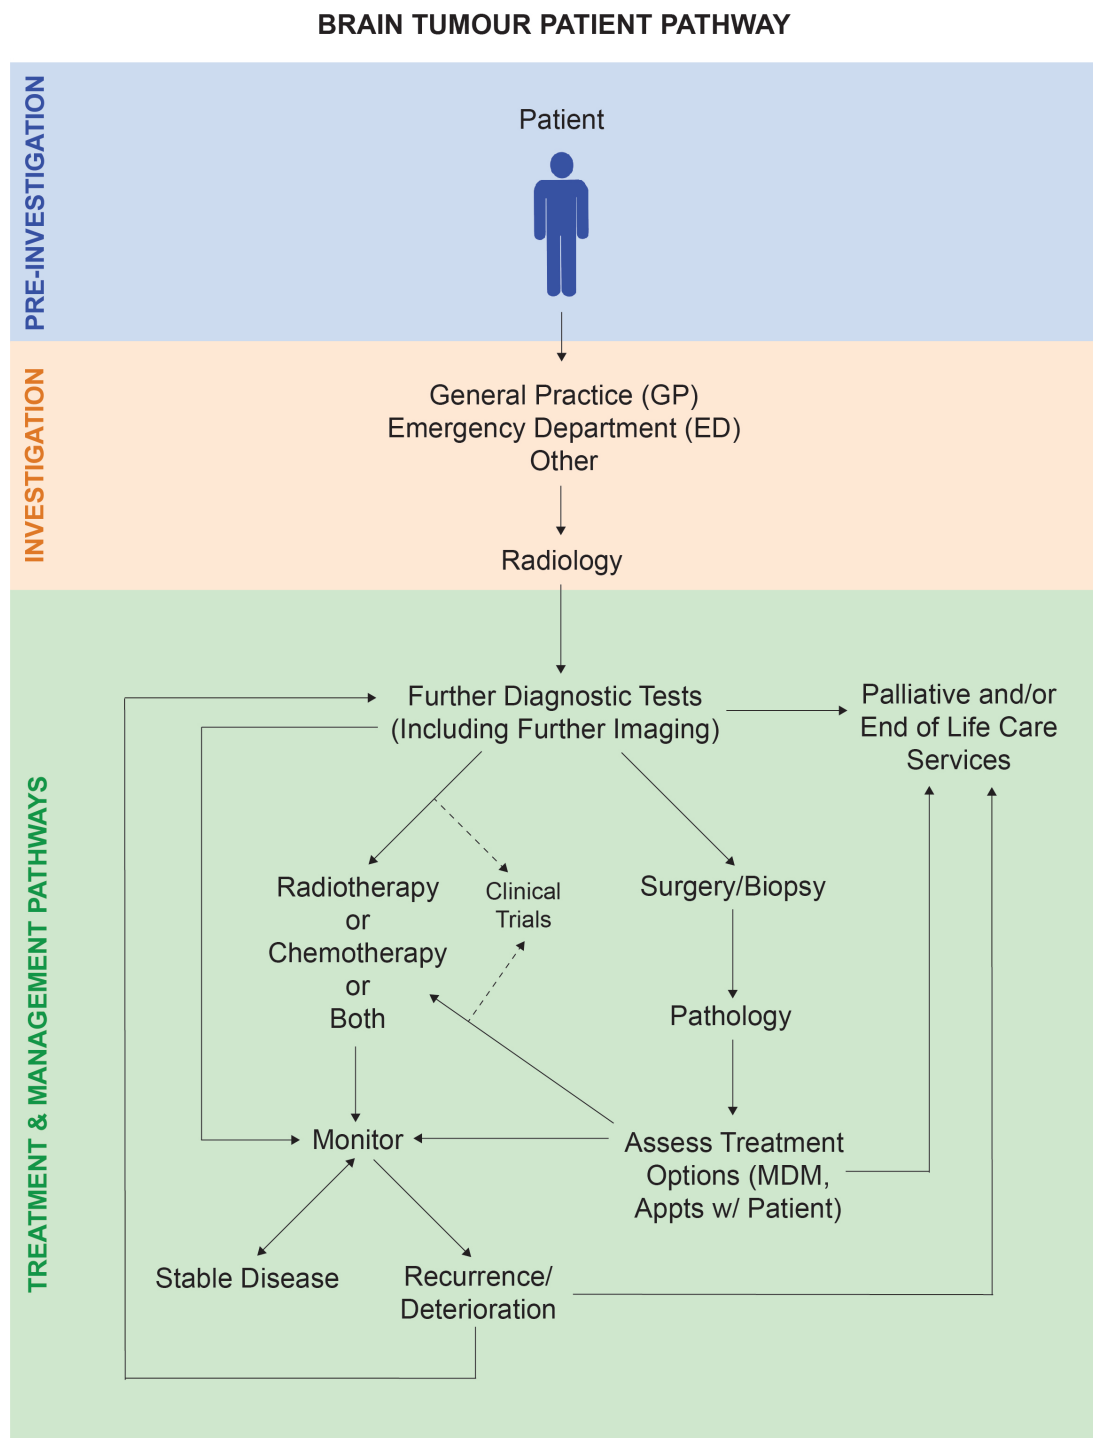 BRAIN TUMOUR PATIENT PATHWAY
PRE-INVESTIGATION
Patient
INVESTIGATION
General Practice (GP)
Emergency Department (ED)
Other
Radiology
TREATMENT & MANAGEMENT PATHWAYS
Further Diagnostic Tests
(Including Further Imaging)
Palliative and/or
End of Life Care
Services
Radiotherapy
or
Chemotherapy
or
Both
Clinical
Trials
Surgery/Biopsy
Pathology
Monitor
Assess Treatment
Options (MDM,
Appts w/ Patient)
Stable Disease
Recurrence/
Deterioration